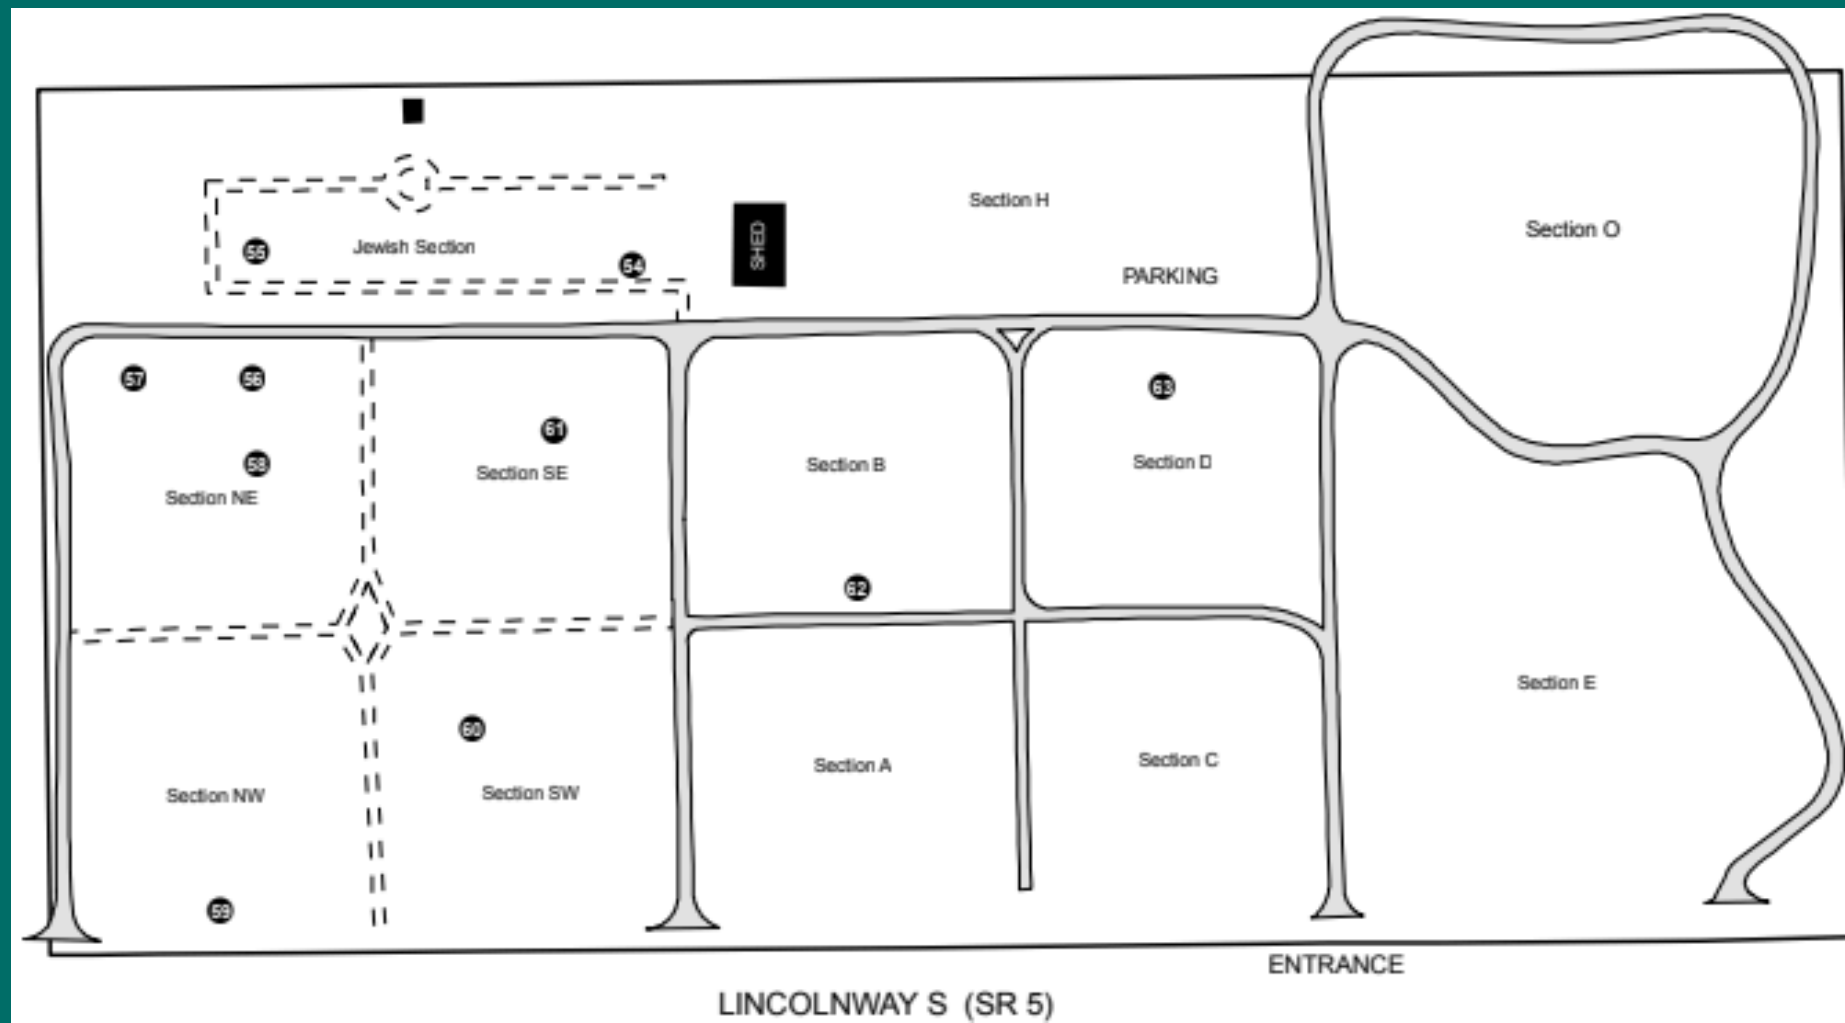 Section H
Section O
SHED
Jewish Section
55
54
PARKING
57
56
63
61
58
Section SE
Section B
Section D
Section NE
62
Section E
60
Section A
Section C
Section NW
Section SW
59
ENTRANCE
LINCOLNWAY S (SR 5)